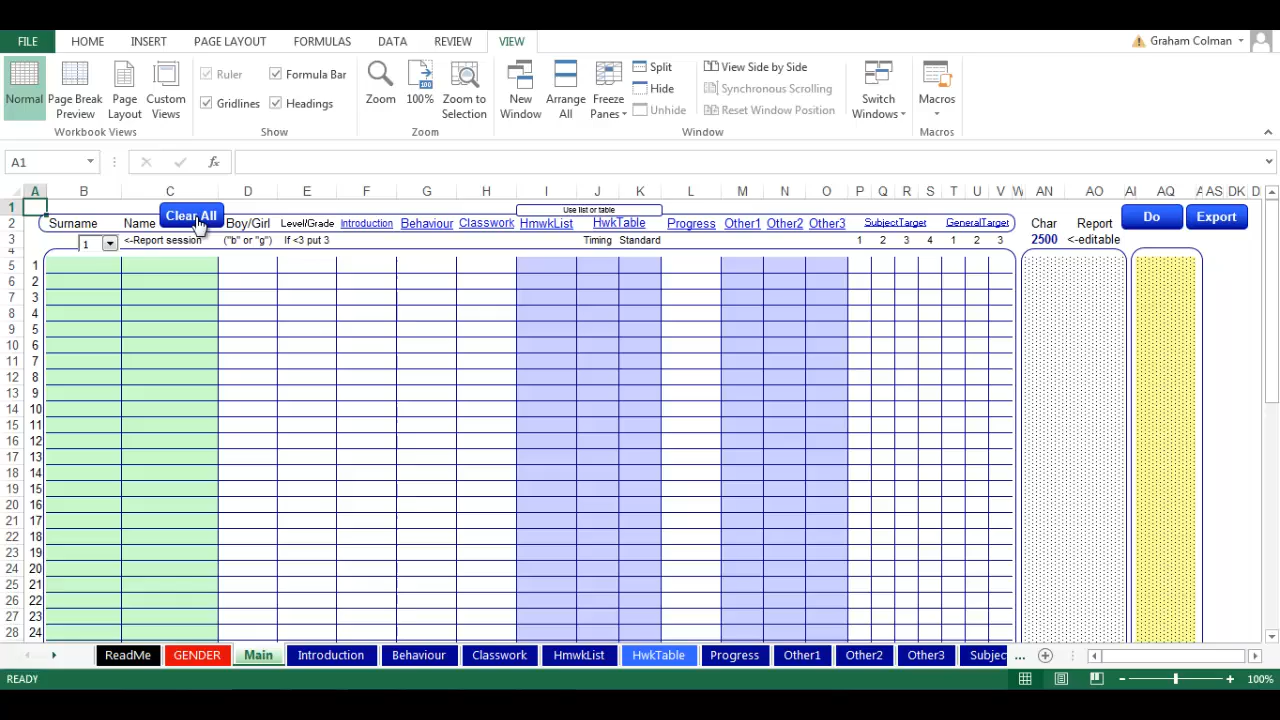 FILE HOME INSERT PAGE LAYOUT FORMULAS DATA REVIEW VIEW Graham Colman
Normal Page Break Preview Page Layout Custom Views
Ruler Formula Bar
Gridlines Headings
Zoom 100% Zoom to Selection
New Window Arrange All Freeze Panes
Split
Hide
Unhide
View Side by Side
Synchronous Scrolling
Reset Window Position
Switch Windows Macros
Workbook Views Show Zoom Window Macros
A1 fx
A B C D E F G H I J K L M N O P Q R S T U V W AN AO AI AQ A AS DK D
1 Clear All Use list or table Do Export
2 Surname Name Boy/Girl Level/Grade Introduction Behaviour Classwork HmwkList HwkTable Progress Other1 Other2 Other3 SubjectTarget GeneralTarget Char Report
3 1 <-Report session ("b" or "g") If <3 put 3 Timing Standard 1 2 3 4 1 2 3 2500 <-editable
4
5 1
6 2
7 3
8 4
9 5
10 6
11 7
12 8
13 9
14 10
15 11
16 12
17 13
18 14
19 15
20 16
21 17
22 18
23 19
24 20
25 21
26 22
27 23
28 24
ReadMe GENDER Main Introduction Behaviour Classwork HmwkList HwkTable Progress Other1 Other2 Other3 Subjec ...
READY 100%